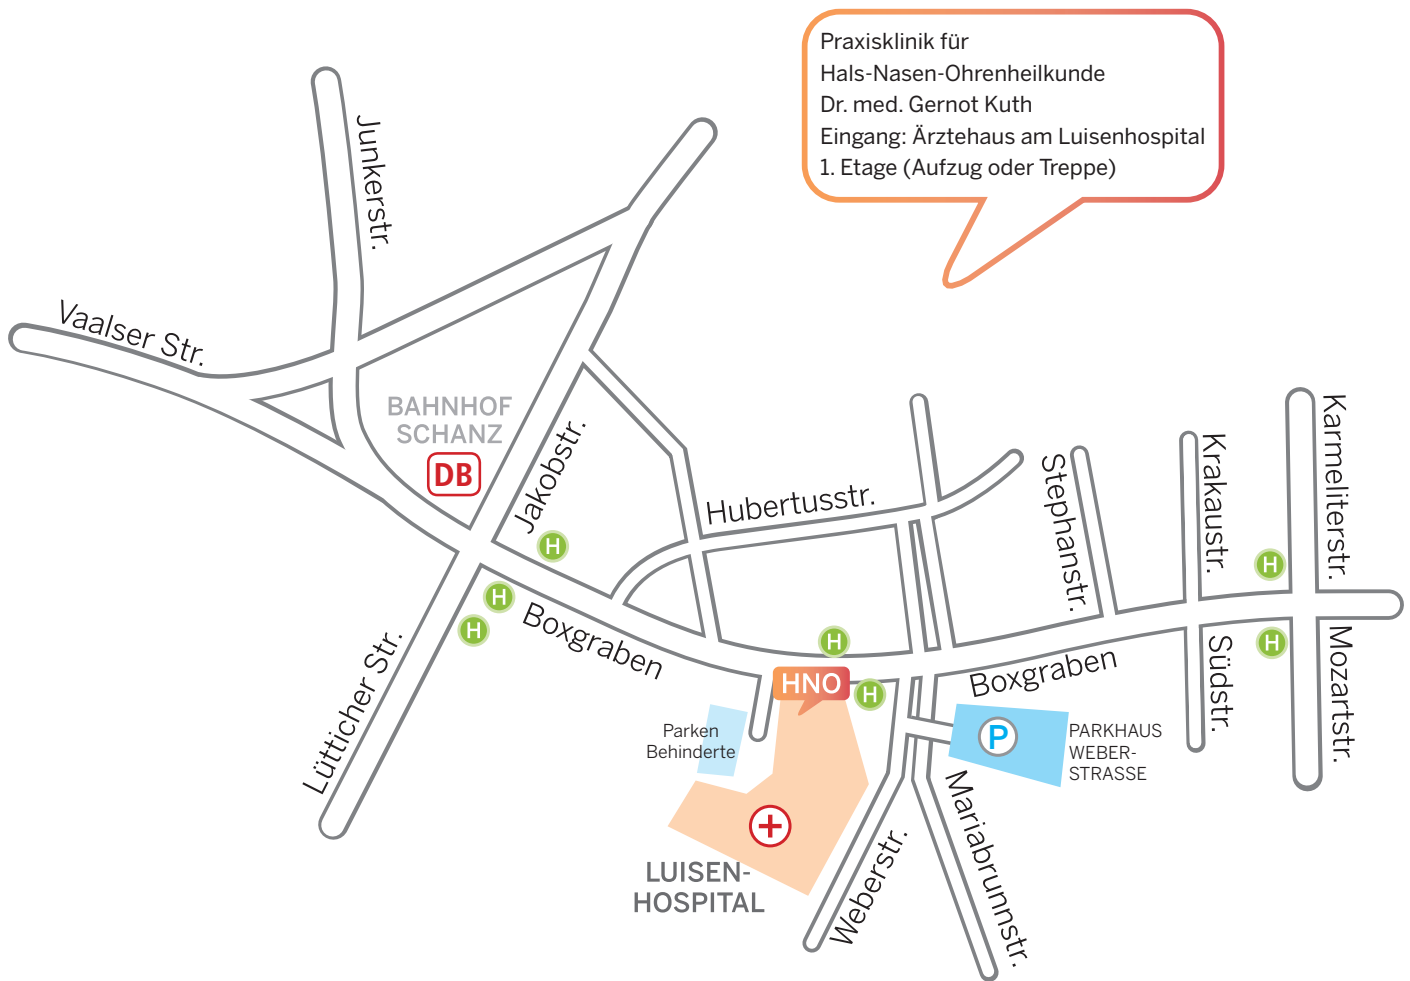 Praxisklinik für
Hals-Nasen-Ohrenheilkunde
Dr. med. Gernot Kuth
Eingang: Ärztehaus am Luisenhospital
1. Etage (Aufzug oder Treppe)
Junkerstr.
Vaalser Str.
BAHNHOF
SCHANZ
DB
Jakobstr.
H
H
H
Lütticher Str.
Boxgraben
Hubertusstr.
Stephanstr.
Krakaustr.
Karmeliterstr.
H
H
Südstr.
Mozartstr.
H
HNO
H
Boxgraben
Parken
Behinderte
P
PARKHAUS
WEBER-
STRASSE
LUISEN-
HOSPITAL
Weberstr.
Mariabrunnstr.